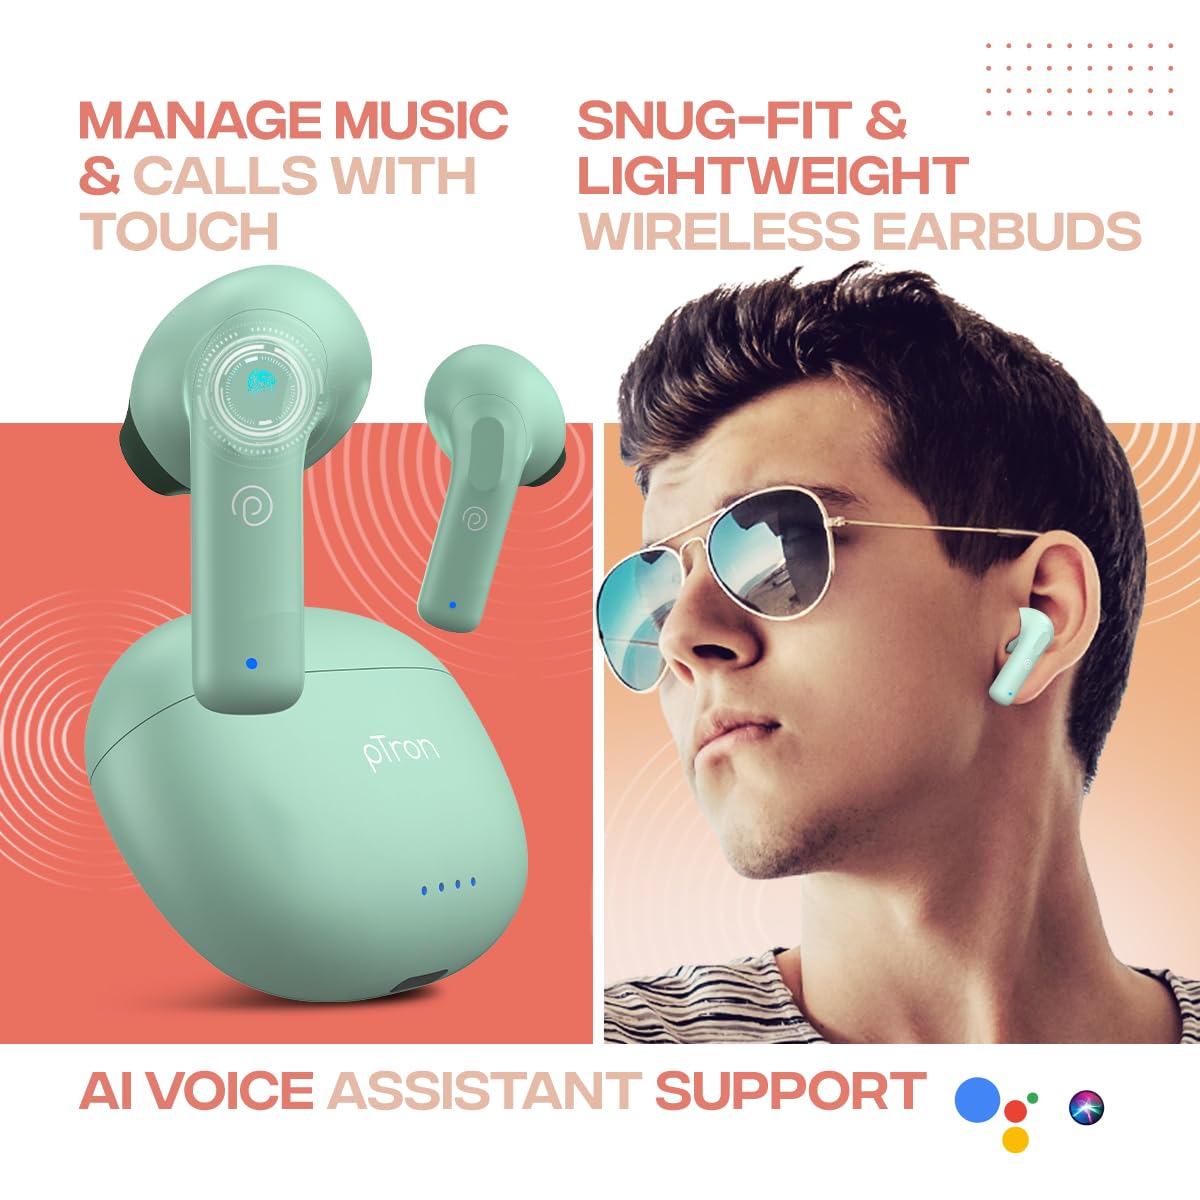 MANAGE MUSIC
& CALLS WITH
TOUCH
SNUG-FIT &
LIGHTWEIGHT
WIRELESS EARBUDS
pTron
AI VOICE ASSISTANT SUPPORT